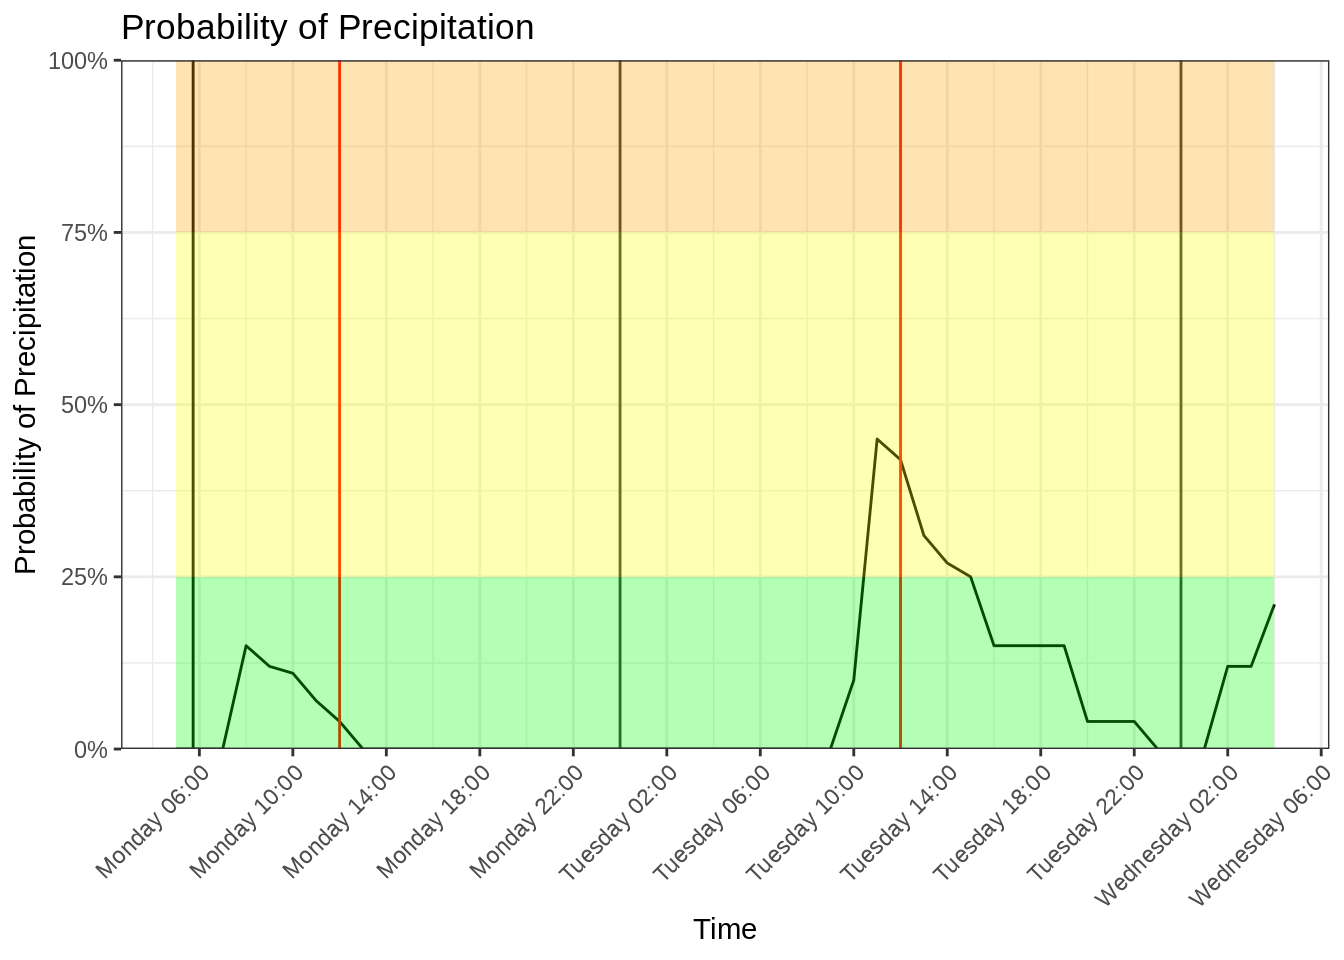 Probability of Precipitation
Probability of Precipitation
100%
75%
50%
25%
0%
Monday 06:00
Monday 10:00
Monday 14:00
Monday 18:00
Monday 22:00
Tuesday 02:00
Tuesday 06:00
Tuesday 10:00
Tuesday 14:00
Tuesday 18:00
Tuesday 22:00
Wednesday 02:00
Wednesday 06:00
Time